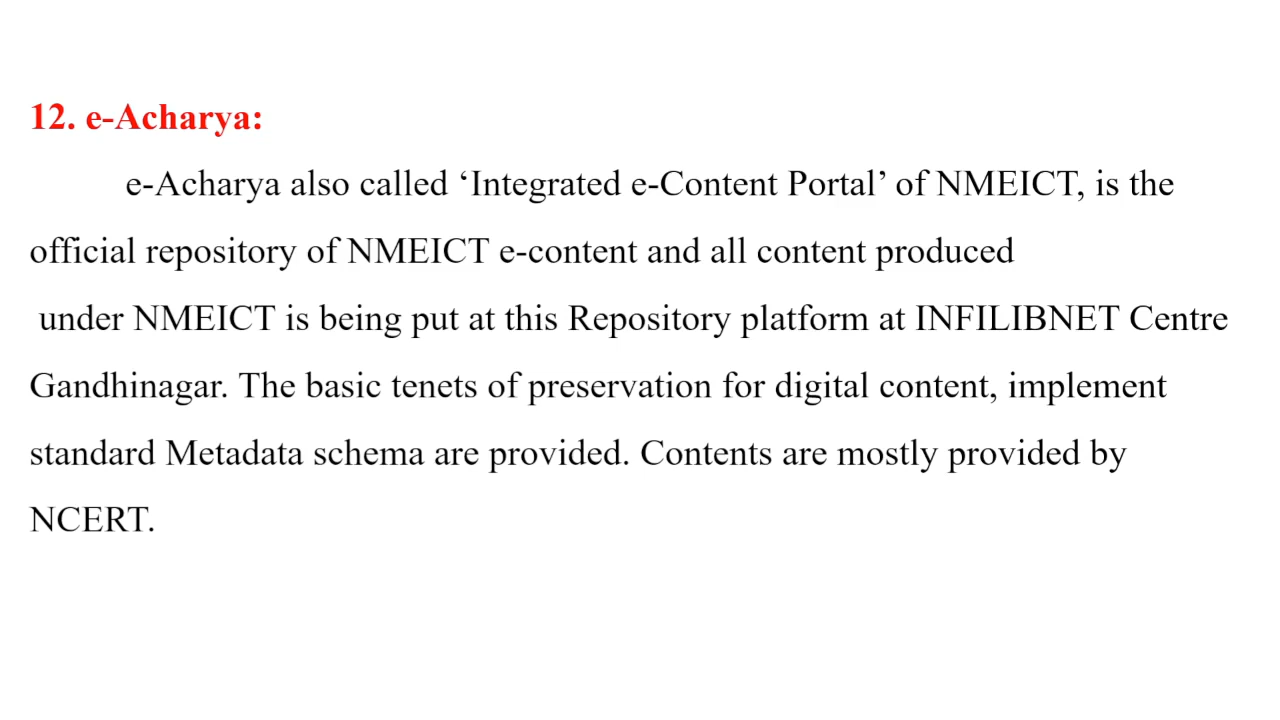 12. e-Acharya:
e-Acharya also called ‘Integrated e-Content Portal’ of NMEICT, is the
official repository of NMEICT e-content and all content produced
under NMEICT is being put at this Repository platform at INFILIBNET Centre
Gandhinagar. The basic tenets of preservation for digital content, implement
standard Metadata schema are provided. Contents are mostly provided by
NCERT.